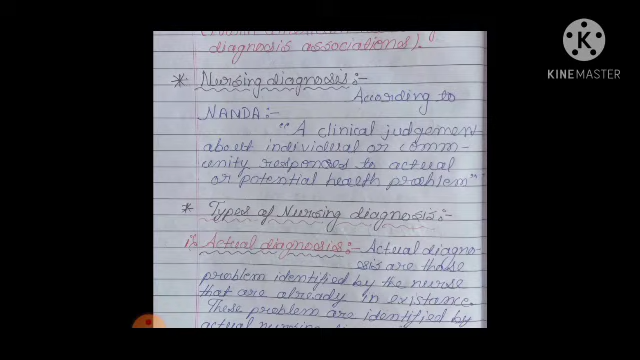 diagnosis associations).
* Nursing diagnosis:-
According to
NANDA:-
"A clinical judgement
about individual or comm-
unity responses to actual
or potential health problem"
* Types of Nursing diagnosis:-
i) Actual diagnosis:- Actual diagno-
sis are those
problem identified by the nurse
that are already in existance.
These problem are identified by
actual
KINEMASTER